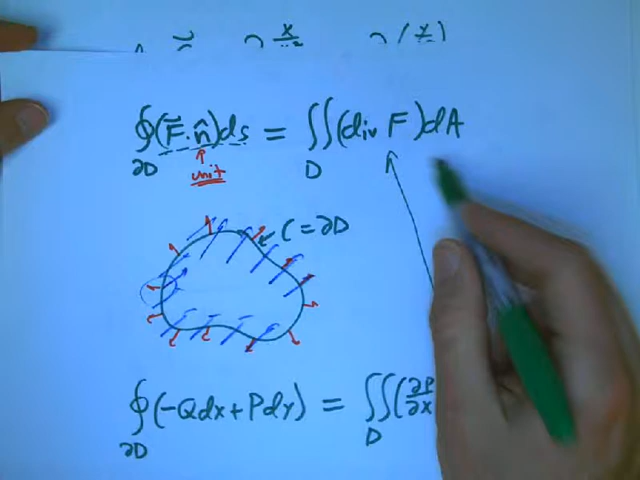 ∮(F⃗·n̂)ds = ∬(div F)dA
∂D D
unit
C = ∂D
∮(-Qdx+Pdy) = ∬(∂P/∂x
∂D D